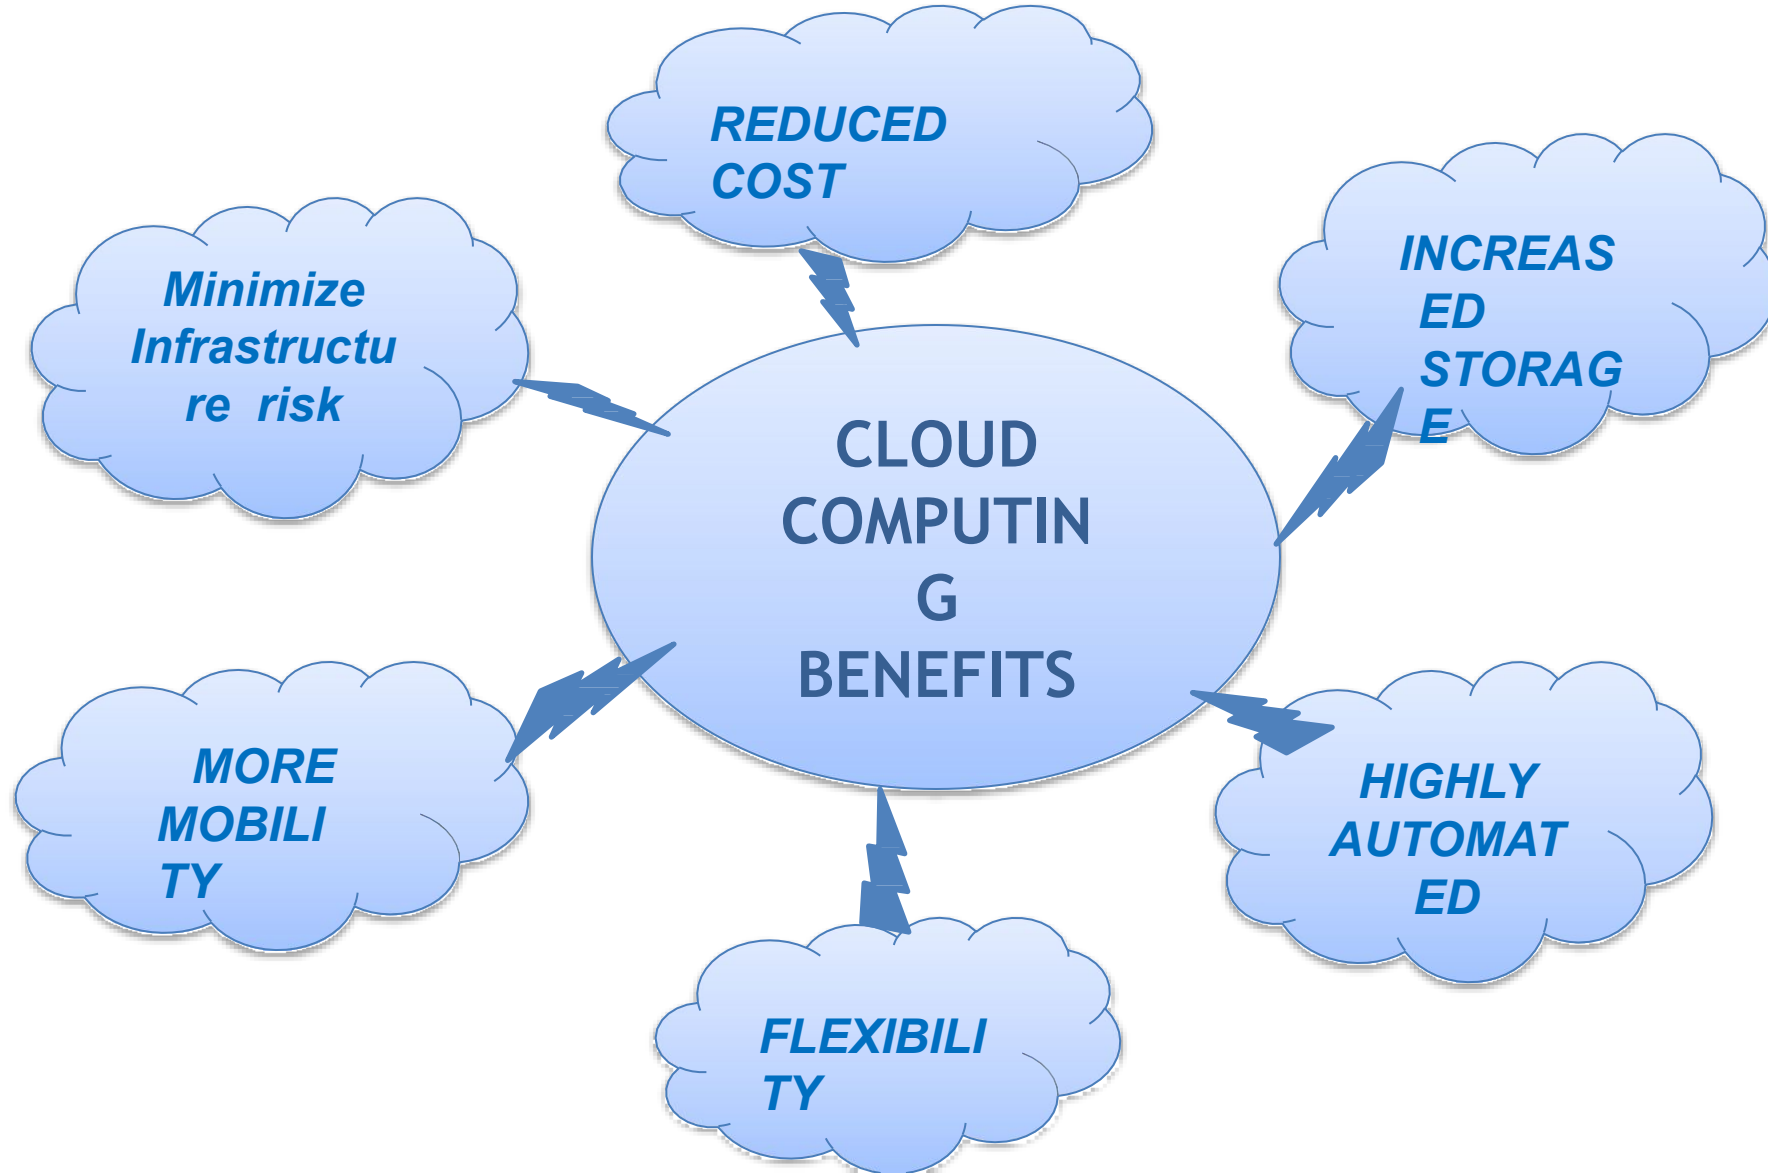 REDUCED
COST
INCREAS
ED
STORAG
E
Minimize
Infrastructu
re risk
CLOUD
COMPUTIN
G
BENEFITS
MORE
MOBILI
TY
HIGHLY
AUTOMAT
ED
FLEXIBILI
TY